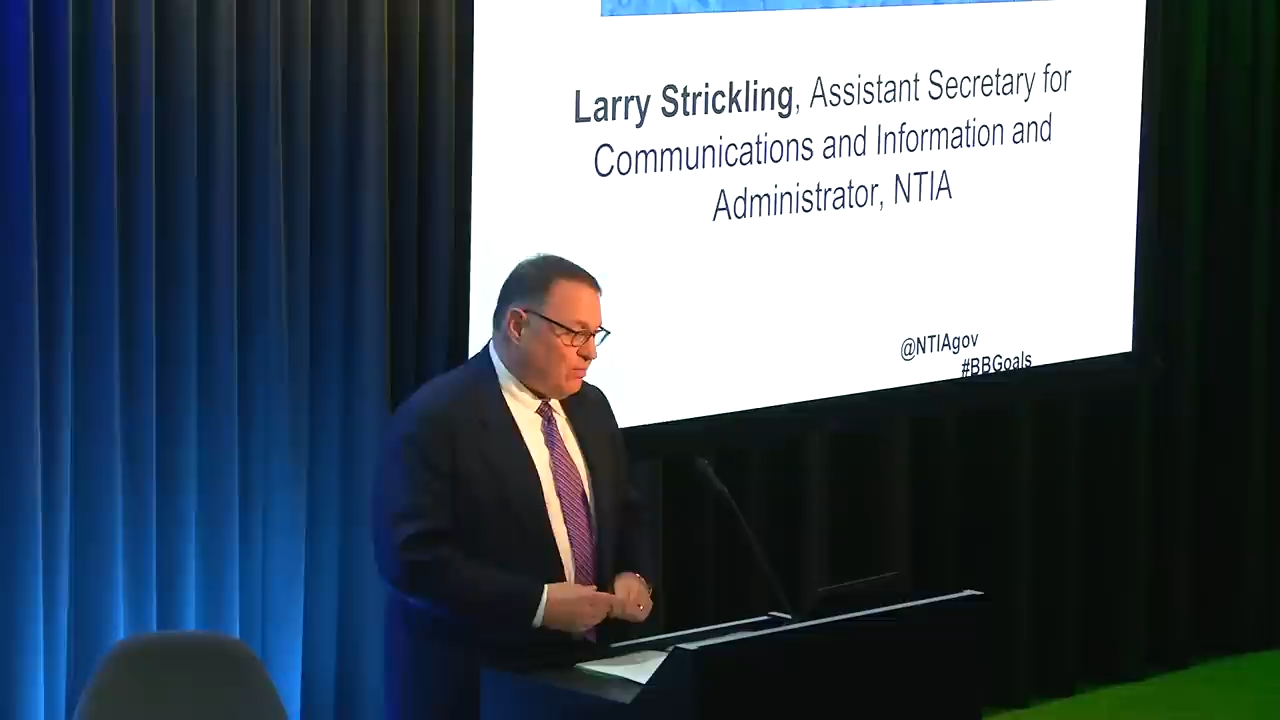 Larry Strickling, Assistant Secretary for
Communications and Information and
Administrator, NTIA
@NTIAgov
#BBGoals